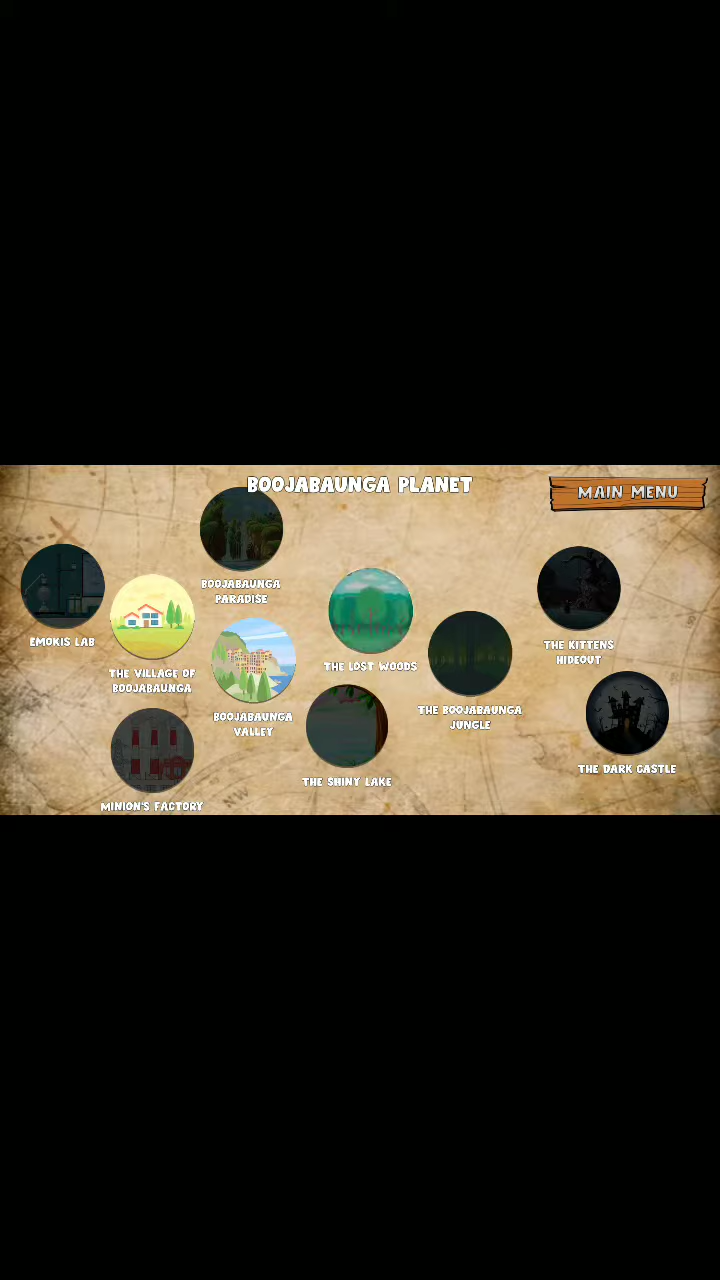 BOOJABAUNGA PLANET
MAIN MENU
BOOJABAUNGA
PARADISE
EMOKIS LAB
THE VILLAGE OF
BOOJABAUNGA
BOOJABAUNGA
VALLEY
THE LOST WOODS
THE BOOJABAUNGA
JUNGLE
THE KITTENS
HIDEOUT
THE SHINY LAKE
THE DARK CASTLE
MINION'S FACTORY
NW